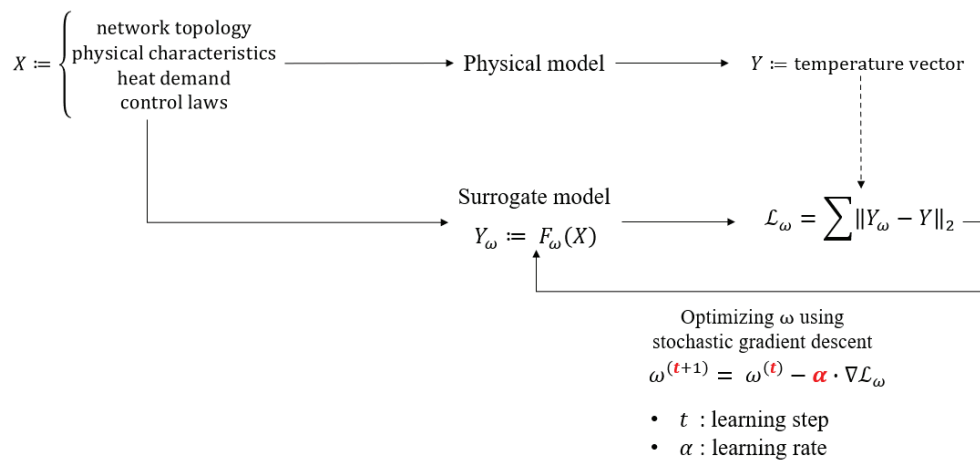 X ≔ { network topology
physical characteristics
heat demand
control laws
Physical model
Y ≔ temperature vector
Surrogate model
Y_ω ≔ F_ω(X)
ℒ_ω = ∑‖Y_ω − Y‖₂
Optimizing ω using
stochastic gradient descent
ω^(t+1) = ω^(t) − α · ∇ℒ_ω
• t : learning step
• α : learning rate